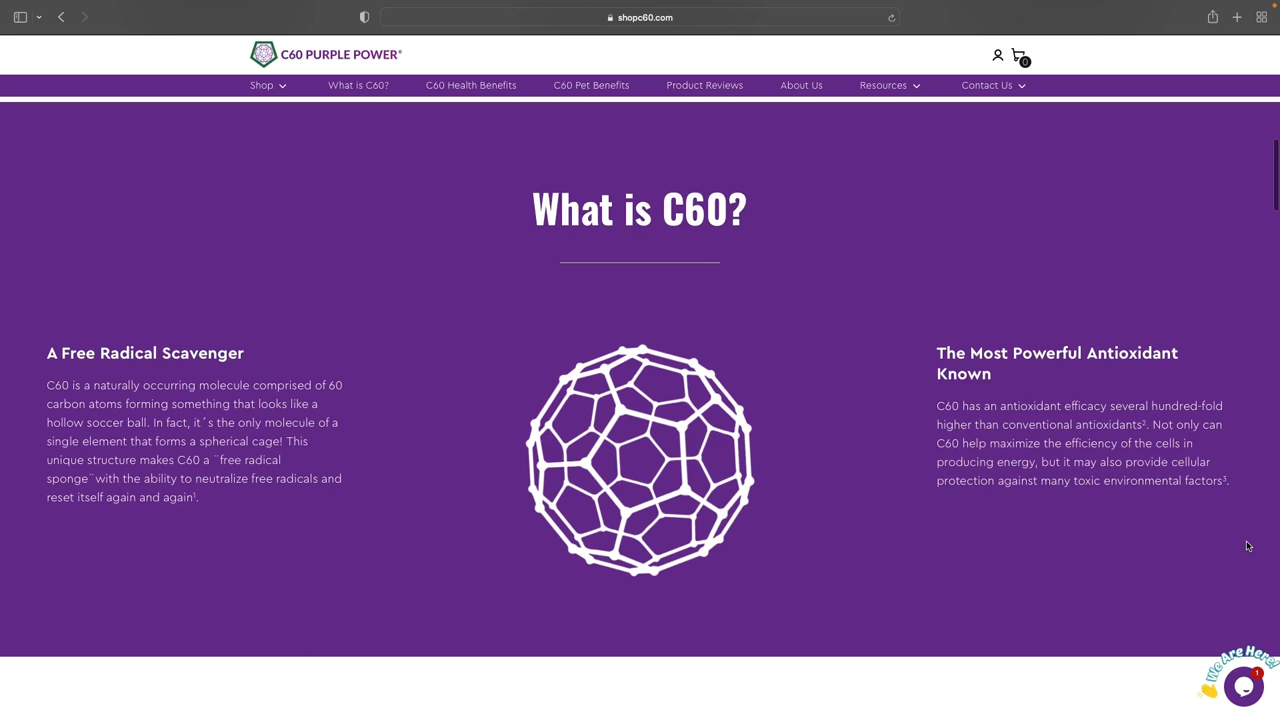 shopc60.com
C60 PURPLE POWER®
0
Shop
What is C60?
C60 Health Benefits
C60 Pet Benefits
Product Reviews
About Us
Resources
Contact Us
What is C60?
A Free Radical Scavenger
C60 is a naturally occurring molecule comprised of 60
carbon atoms forming something that looks like a
hollow soccer ball. In fact, it´s the only molecule of a
single element that forms a spherical cage! This
unique structure makes C60 a ¨free radical
sponge¨with the ability to neutralize free radicals and
reset itself again and again¹.
The Most Powerful Antioxidant
Known
C60 has an antioxidant efficacy several hundred-fold
higher than conventional antioxidants². Not only can
C60 help maximize the efficiency of the cells in
producing energy, but it may also provide cellular
protection against many toxic environmental factors³.
We Are Here!
1